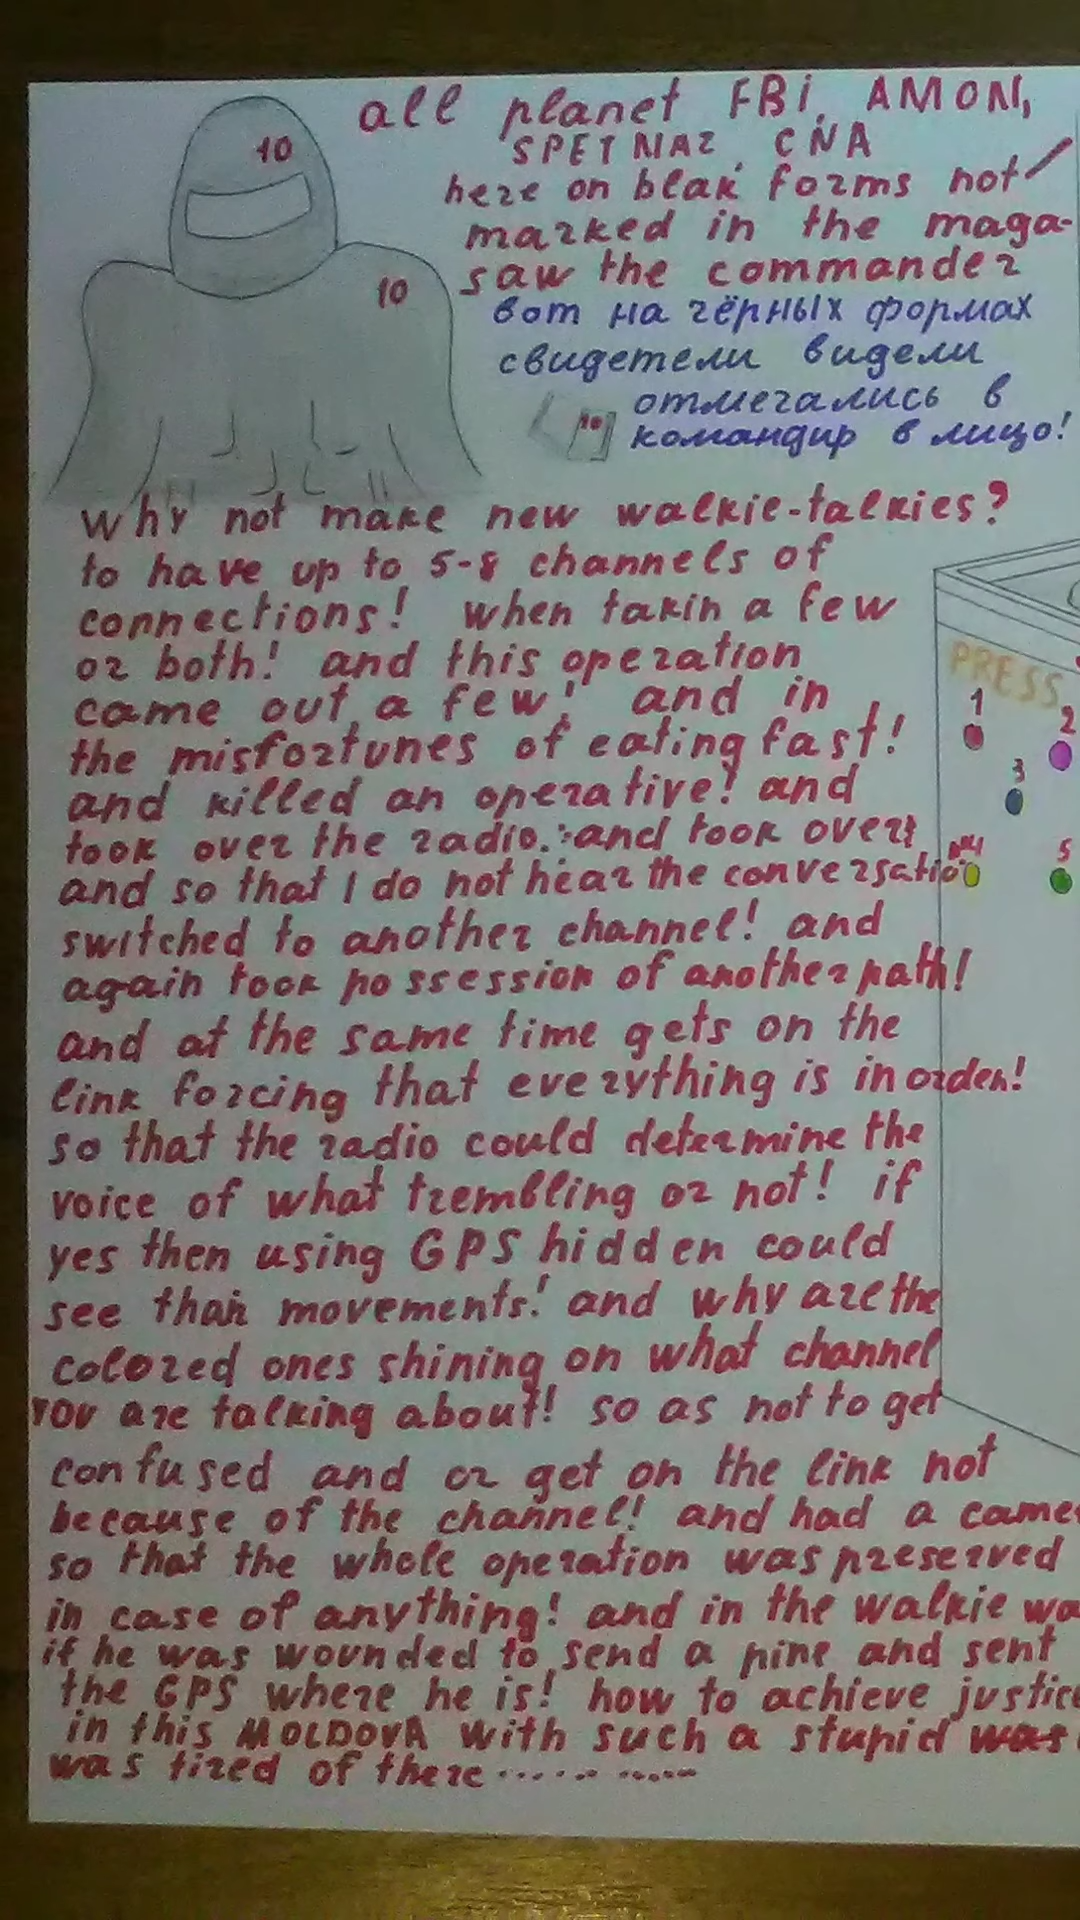 all planet FBi, AMON,
SPETNAZ, CNA
here on blak forms not
marked in the maga-
saw the commander
вот на чёрных формах
свидетели видели
отмечались в
командир в лицо!
10
10
10
why not make new walkie-talkies?
to have up to 5-8 channels of
connections! when takin a few
or both! and this operation
came out a few! and in
the misfortunes of eating fast!
and killed an operative! and
took over the radio. and took over
and so that I do not hear the conversation
switched to another channel! and
again took possession of another path!
and at the same time gets on the
link forcing that everything is in orden!
so that the radio could determine the
voice of what trembling or not! if
yes then using GPS hidden could
see thair movements! and why are the
colored ones shining on what channel
you are talking about! so as not to get
confused and or get on the link not
because of the channel! and had a came
so that the whole operation was preserved
in case of anything! and in the walkie wa
if he was wounded to send a pine and sent
the GPS where he is! how to achieve justice
in this MOLDOVA with such a stupid was
was tired of there..........
PRESS
1
2
3
4
5